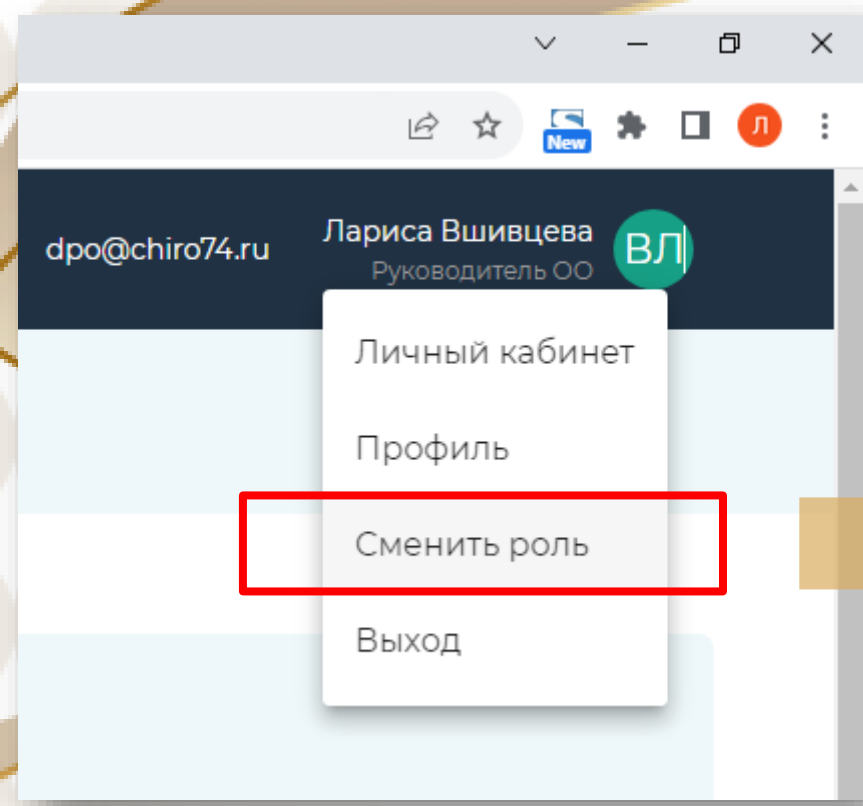 New
Л
dpo@chiro74.ru
Лариса Вшивцева
Руководитель ОО
ВЛ
Личный кабинет
Профиль
Сменить роль
Выход